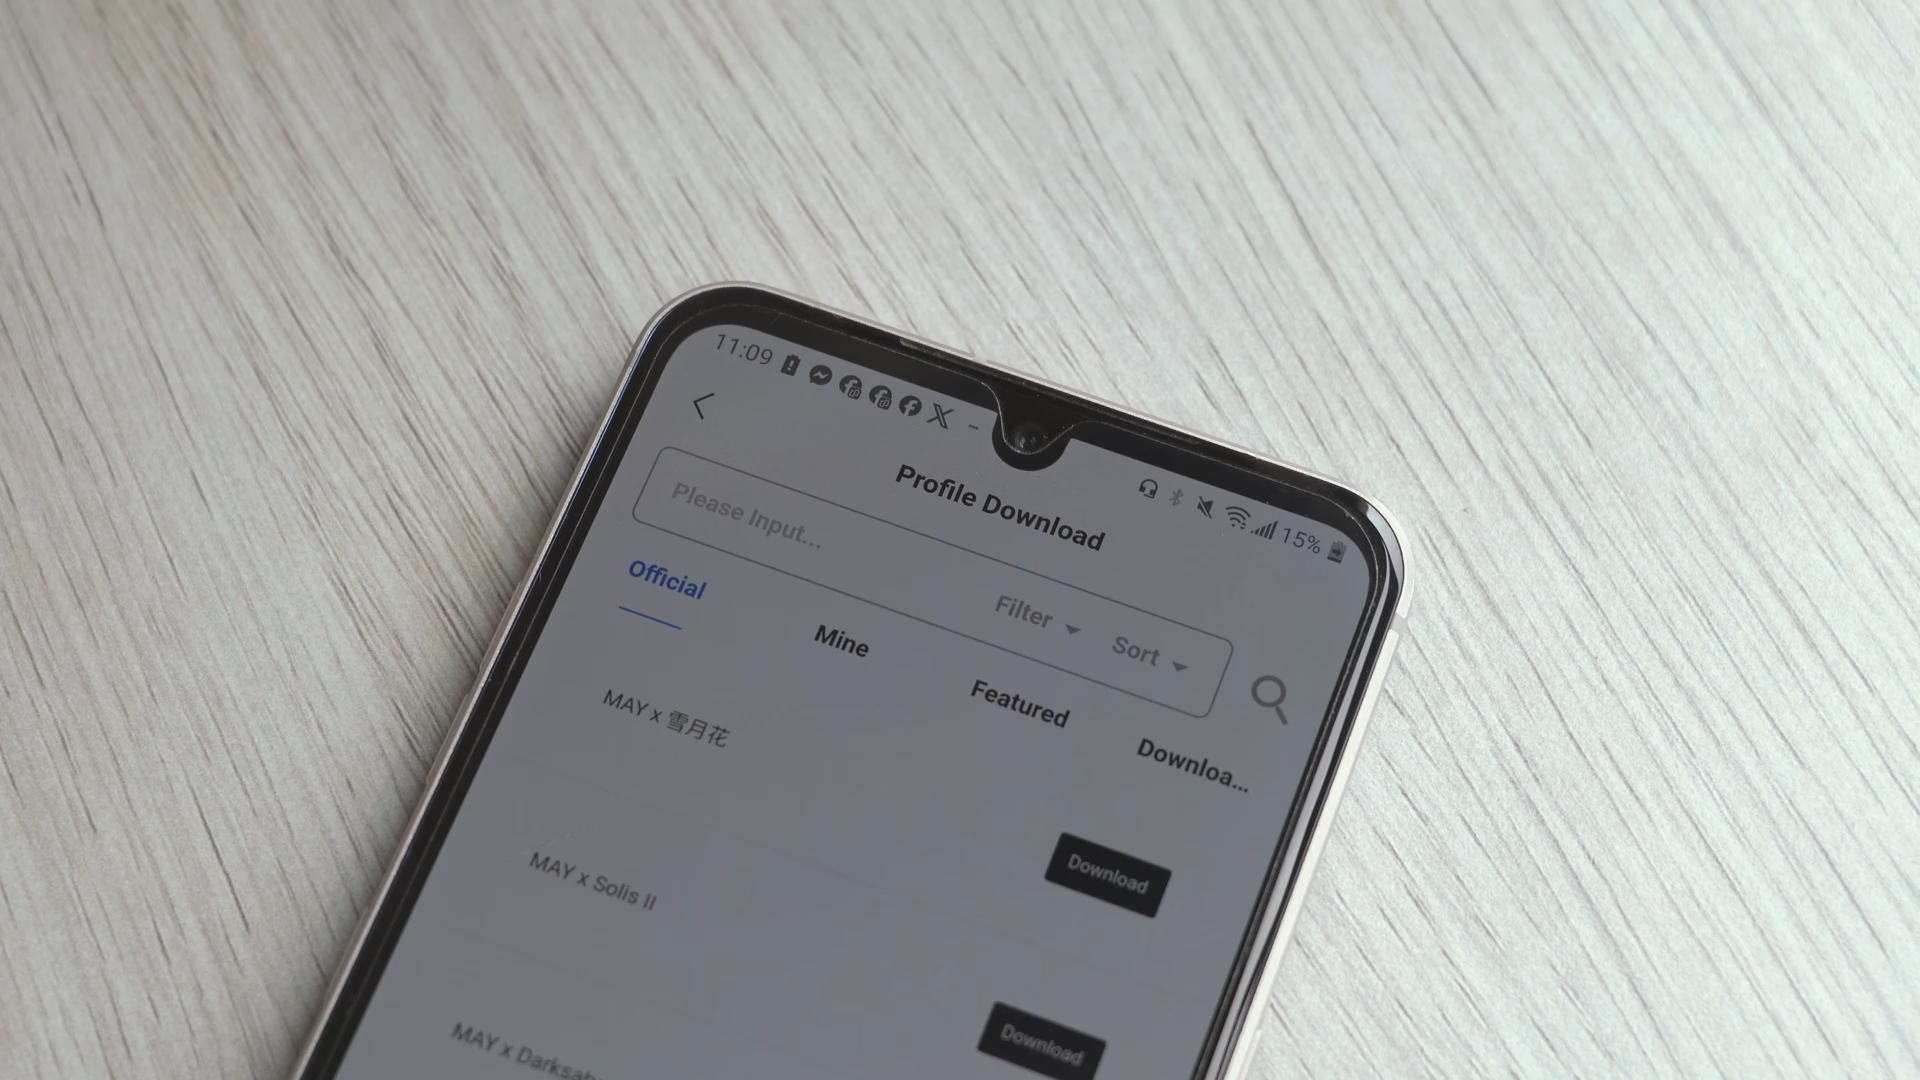 11:09
15%
Profile Download
Please Input...
Filter
Sort
Official
Mine
Featured
Downloa...
MAY x 雪月花
Download
MAY x Solis II
Download
MAY x